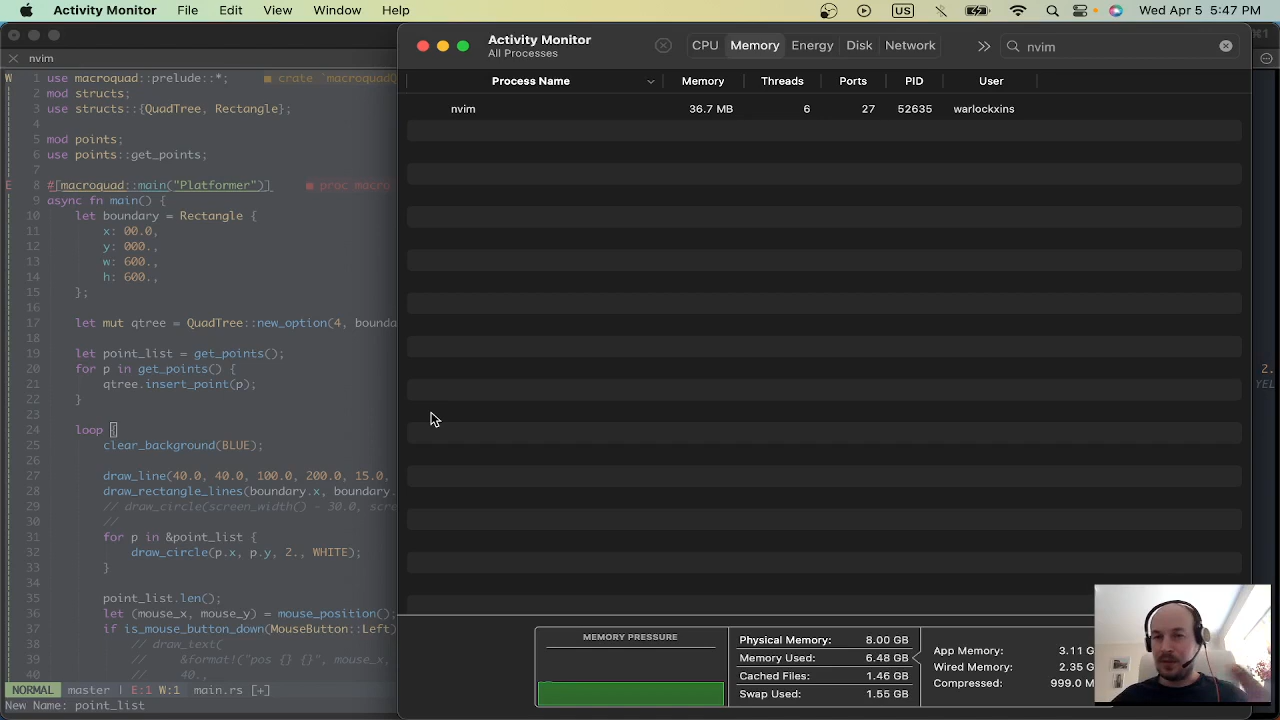 Activity Monitor File Edit View Window Help US Wed Apr 5 5:47 PM
nvim
W 1 use macroquad::prelude::*; ■ crate `macroquadQ
2 mod structs;
3 use structs::{QuadTree, Rectangle};
4
5 mod points;
6 use points::get_points;
7
E 8 #[macroquad::main("Platformer")] ■ proc macro
9 async fn main() {
10 let boundary = Rectangle {
11 x: 00.0,
12 y: 000.,
13 w: 600.,
14 h: 600.,
15 };
16
17 let mut qtree = QuadTree::new_option(4, bounda
18
19 let point_list = get_points();
20 for p in get_points() {
21 qtree.insert_point(p);
22 }
23
24 loop {
25 clear_background(BLUE);
26
27 draw_line(40.0, 40.0, 100.0, 200.0, 15.0,
28 draw_rectangle_lines(boundary.x, boundary.
29 // draw_circle(screen_width() - 30.0, scre
30 //
31 for p in &point_list {
32 draw_circle(p.x, p.y, 2., WHITE);
33 }
34
35 point_list.len();
36 let (mouse_x, mouse_y) = mouse_position();
37 if is_mouse_button_down(MouseButton::Left)
38 // draw_text(
39 // &format!("pos {} {}", mouse_x,
40 // 40.,
NORMAL master | E:1 W:1 main.rs [+]
New Name: point_list
Activity Monitor
All Processes
CPU Memory Energy Disk Network nvim
Process Name Memory Threads Ports PID User
nvim 36.7 MB 6 27 52635 warlockxins
MEMORY PRESSURE
Physical Memory: 8.00 GB
Memory Used: 6.48 GB
Cached Files: 1.46 GB
Swap Used: 1.55 GB
App Memory: 3.11 G
Wired Memory: 2.35 G
Compressed: 999.0 M
2.
YEL